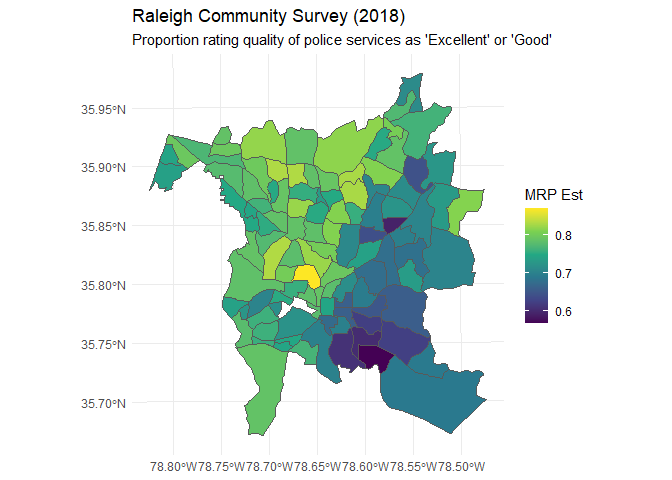 Raleigh Community Survey (2018)
Proportion rating quality of police services as 'Excellent' or 'Good'
35.95°N
35.90°N
35.85°N
35.80°N
35.75°N
35.70°N
MRP Est
0.8
0.7
0.6
78.80°W78.75°W78.70°W78.65°W78.60°W78.55°W78.50°W